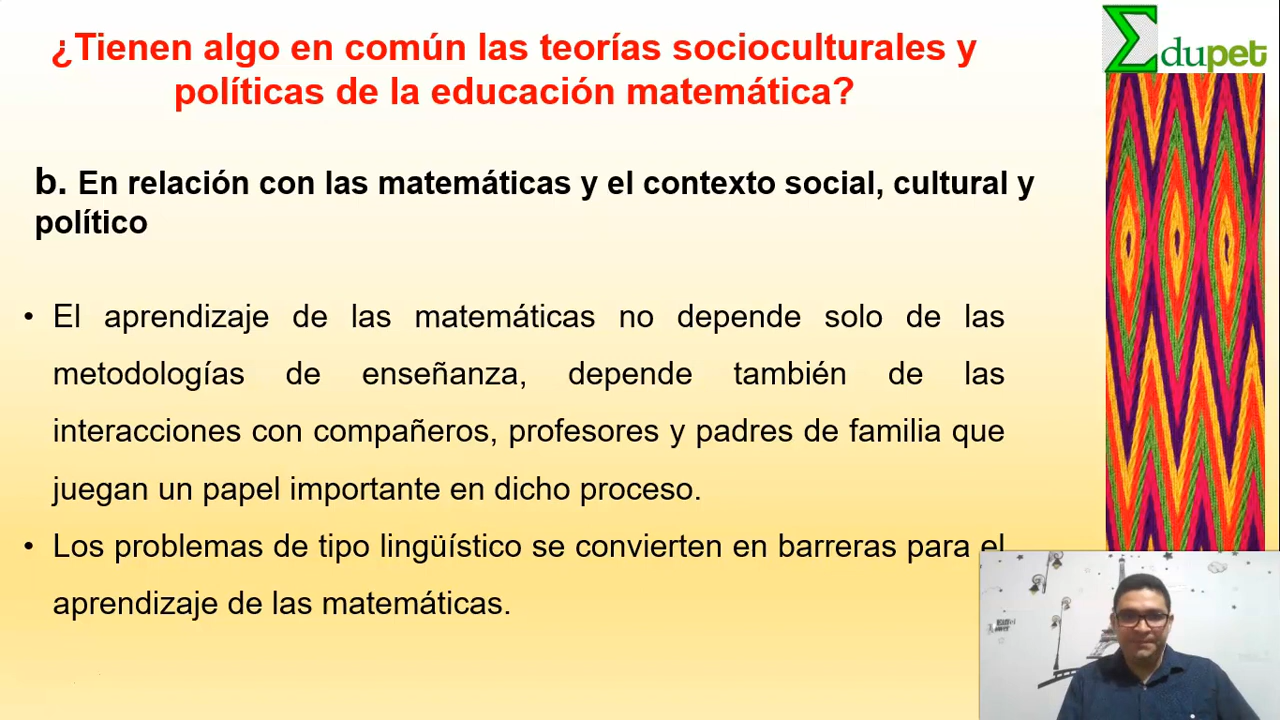 ¿Tienen algo en común las teorías socioculturales y
políticas de la educación matemática?
Σdupet
b. En relación con las matemáticas y el contexto social, cultural y
político
• El aprendizaje de las matemáticas no depende solo de las
metodologías de enseñanza, depende también de las
interacciones con compañeros, profesores y padres de familia que
juegan un papel importante en dicho proceso.
• Los problemas de tipo lingüístico se convierten en barreras para el
aprendizaje de las matemáticas.
Eiffel